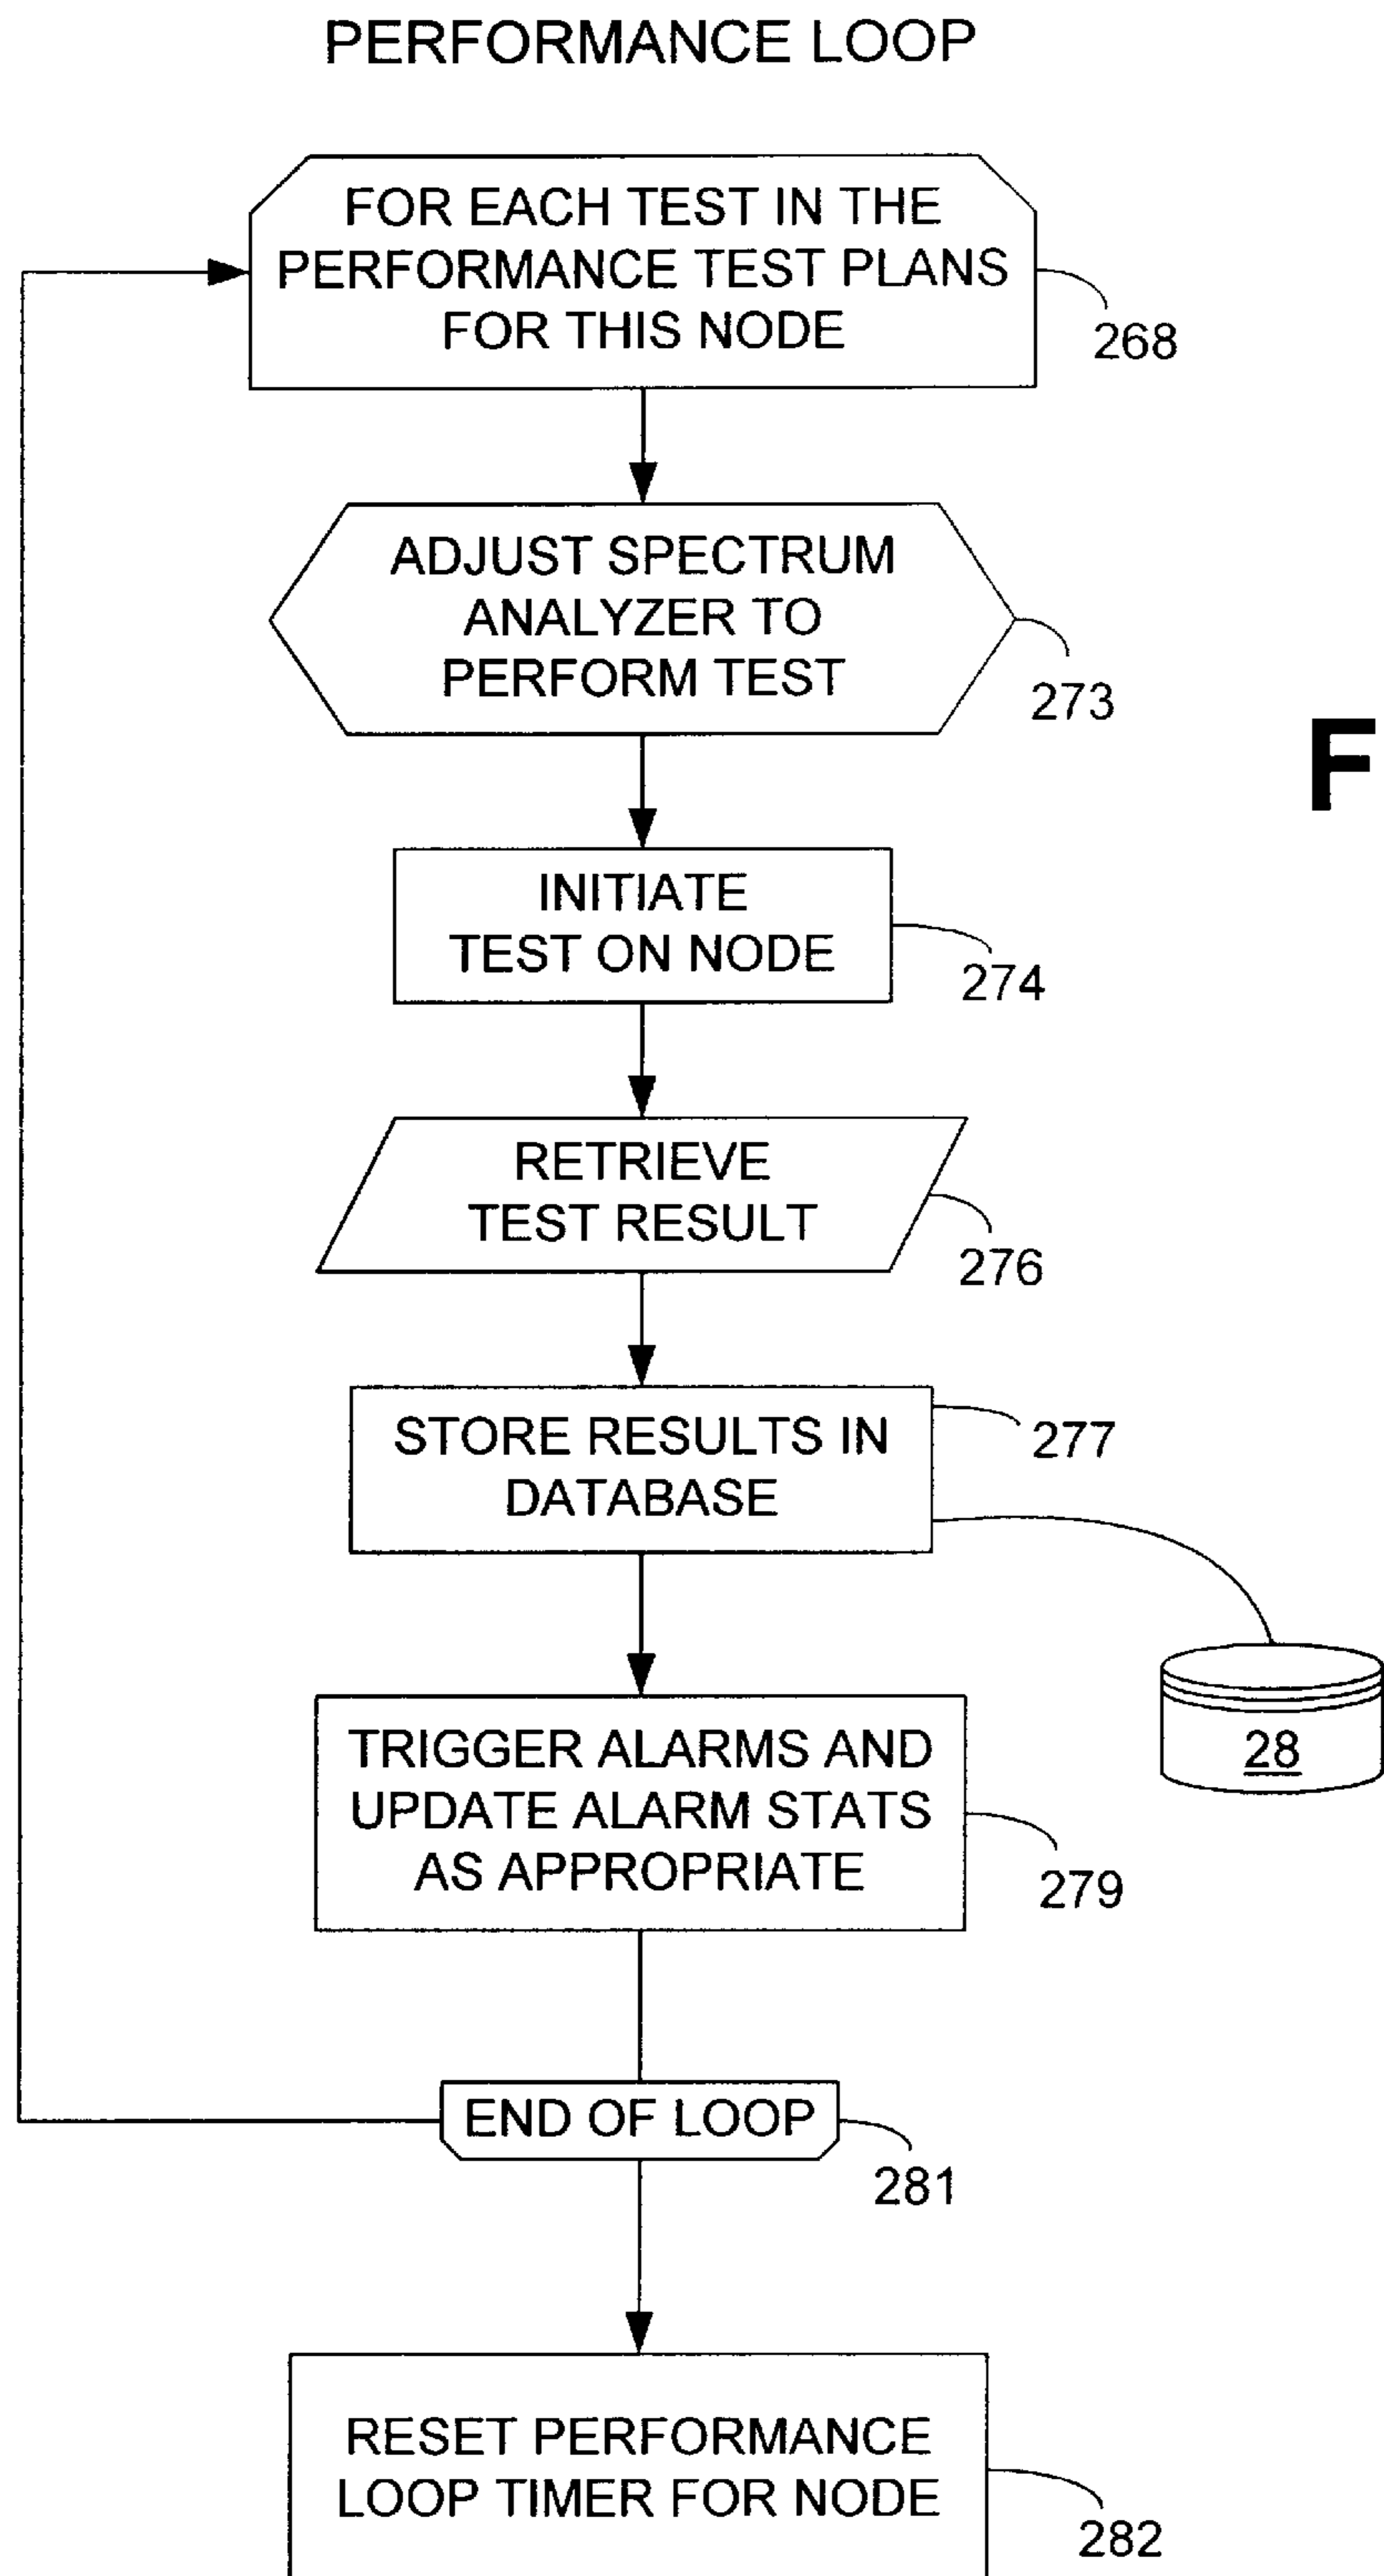 PERFORMANCE LOOP
FOR EACH TEST IN THE
PERFORMANCE TEST PLANS
FOR THIS NODE
268
ADJUST SPECTRUM
ANALYZER TO
PERFORM TEST
273
F
INITIATE
TEST ON NODE
274
RETRIEVE
TEST RESULT
276
STORE RESULTS IN
DATABASE
277
28
TRIGGER ALARMS AND
UPDATE ALARM STATS
AS APPROPRIATE
279
END OF LOOP
281
RESET PERFORMANCE
LOOP TIMER FOR NODE
282